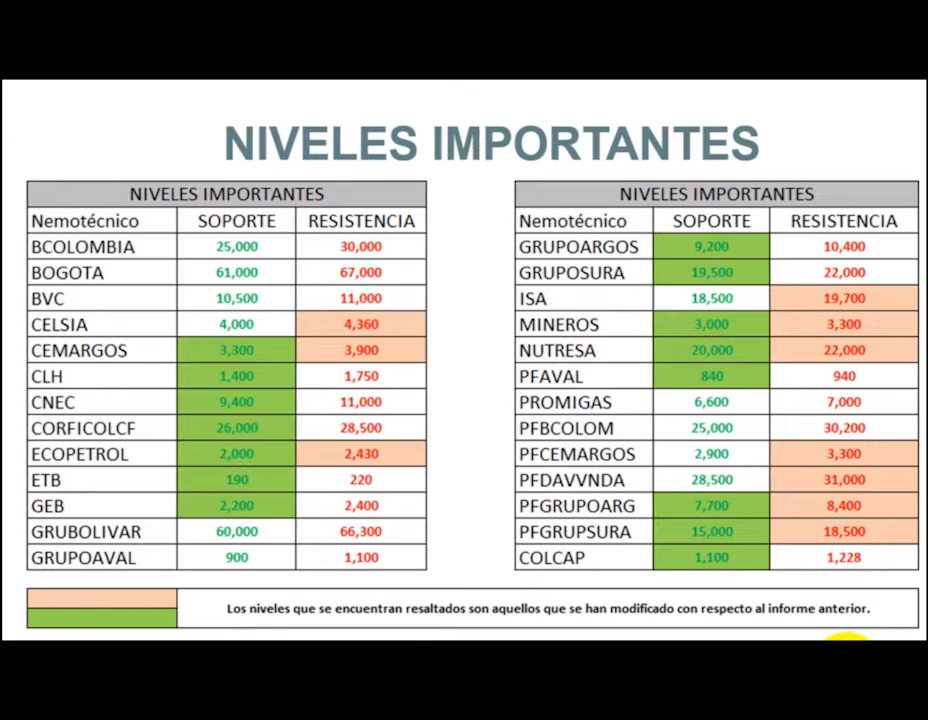 NIVELES IMPORTANTES
NIVELES IMPORTANTES
Nemotécnico SOPORTE RESISTENCIA
BCOLOMBIA 25,000 30,000
BOGOTA 61,000 67,000
BVC 10,500 11,000
CELSIA 4,000 4,360
CEMARGOS 3,300 3,900
CLH 1,400 1,750
CNEC 9,400 11,000
CORFICOLCF 26,000 28,500
ECOPETROL 2,000 2,430
ETB 190 220
GEB 2,200 2,400
GRUBOLIVAR 60,000 66,300
GRUPOAVAL 900 1,100
NIVELES IMPORTANTES
Nemotécnico SOPORTE RESISTENCIA
GRUPOARGOS 9,200 10,400
GRUPOSURA 19,500 22,000
ISA 18,500 19,700
MINEROS 3,000 3,300
NUTRESA 20,000 22,000
PFAVAL 840 940
PROMIGAS 6,600 7,000
PFBCOLOM 25,000 30,200
PFCEMARGOS 2,900 3,300
PFDAVVNDA 28,500 31,000
PFGRUPOARG 7,700 8,400
PFGRUPSURA 15,000 18,500
COLCAP 1,100 1,228
Los niveles que se encuentran resaltados son aquellos que se han modificado con respecto al informe anterior.